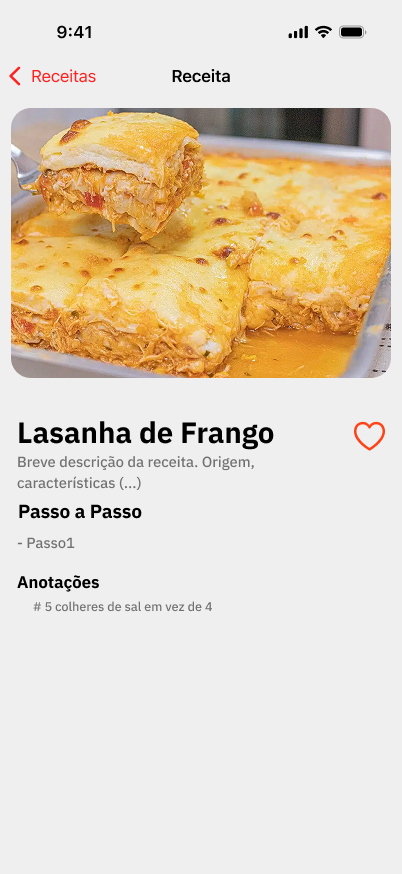 9:41
Receitas
Receita
Lasanha de Frango
Breve descrição da receita. Origem,
características (...)
Passo a Passo
- Passo1
Anotações
# 5 colheres de sal em vez de 4